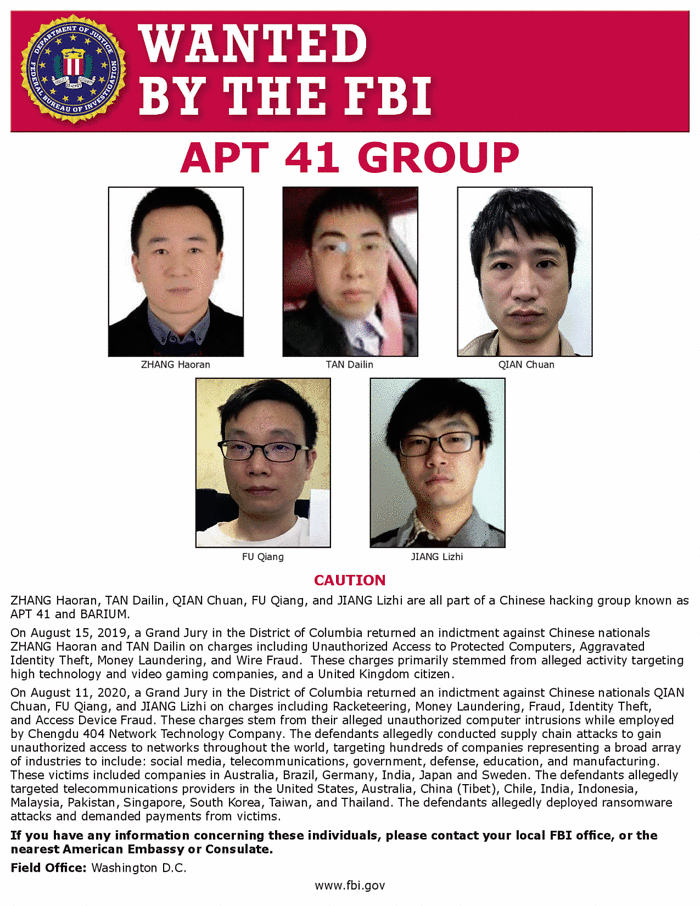 DEPARTMENT OF JUSTICE
FEDERAL BUREAU OF INVESTIGATION
WANTED
BY THE FBI
APT 41 GROUP
ZHANG Haoran
TAN Dailin
QIAN Chuan
FU Qiang
JIANG Lizhi
CAUTION
ZHANG Haoran, TAN Dailin, QIAN Chuan, FU Qiang, and JIANG Lizhi are all part of a Chinese hacking group known as
APT 41 and BARIUM.
On August 15, 2019, a Grand Jury in the District of Columbia returned an indictment against Chinese nationals
ZHANG Haoran and TAN Dailin on charges including Unauthorized Access to Protected Computers, Aggravated
Identity Theft, Money Laundering, and Wire Fraud.  These charges primarily stemmed from alleged activity targeting
high technology and video gaming companies, and a United Kingdom citizen.
On August 11, 2020, a Grand Jury in the District of Columbia returned an indictment against Chinese nationals QIAN
Chuan, FU Qiang, and JIANG Lizhi on charges including Racketeering, Money Laundering, Fraud, Identity Theft,
and Access Device Fraud. These charges stem from their alleged unauthorized computer intrusions while employed
by Chengdu 404 Network Technology Company. The defendants allegedly conducted supply chain attacks to gain
unauthorized access to networks throughout the world, targeting hundreds of companies representing a broad array
of industries to include: social media, telecommunications, government, defense, education, and manufacturing.
These victims included companies in Australia, Brazil, Germany, India, Japan and Sweden. The defendants allegedly
targeted telecommunications providers in the United States, Australia, China (Tibet), Chile, India, Indonesia,
Malaysia, Pakistan, Singapore, South Korea, Taiwan, and Thailand. The defendants allegedly deployed ransomware
attacks and demanded payments from victims.
If you have any information concerning these individuals, please contact your local FBI office, or the
nearest American Embassy or Consulate.
Field Office: Washington D.C.
www.fbi.gov